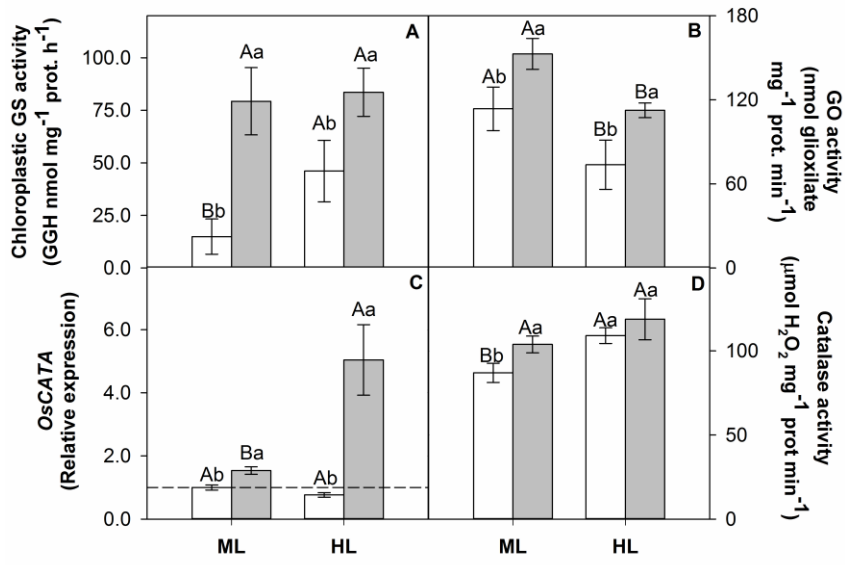 Chloroplastic GS activity
(GGH nmol mg⁻¹ prot. h⁻¹)
100.0
75.0
50.0
25.0
0.0
A
Bb
Aa
Ab
Aa
B
Ab
Aa
Bb
Ba
180
120
60
0
GO activity
(nmol glioxilate
mg⁻¹ prot. min⁻¹)
OsCATA
(Relative expression)
6.0
4.0
2.0
0.0
C
Ab
Ba
Ab
Aa
ML
HL
D
Bb
Aa
Aa
Aa
ML
HL
100
50
0
Catalase activity
(μmol H₂O₂ mg⁻¹ prot min⁻¹)